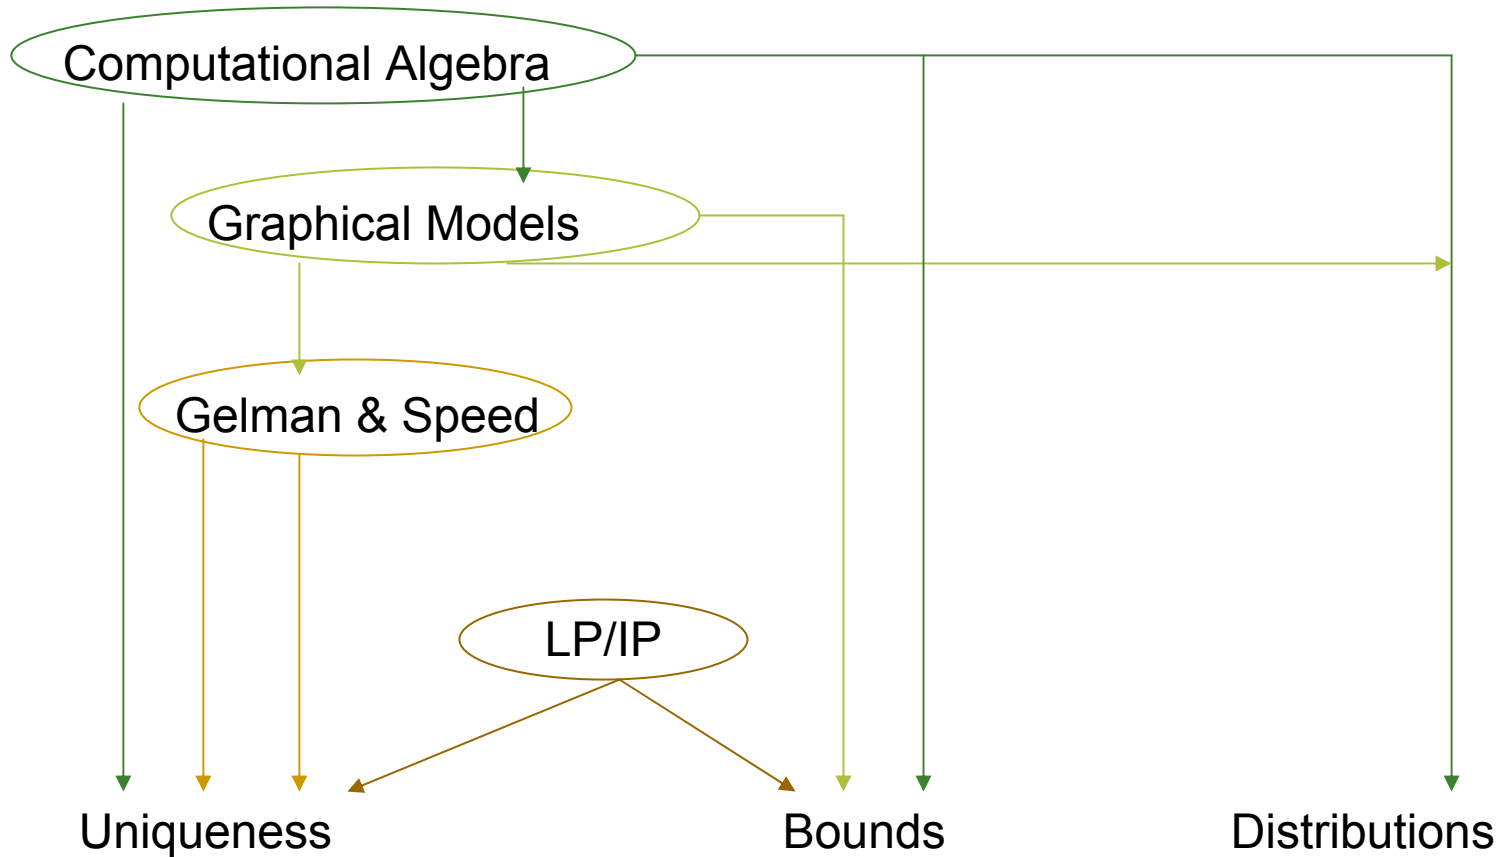 Computational Algebra
Graphical Models
Gelman & Speed
LP/IP
Uniqueness
Bounds
Distributions